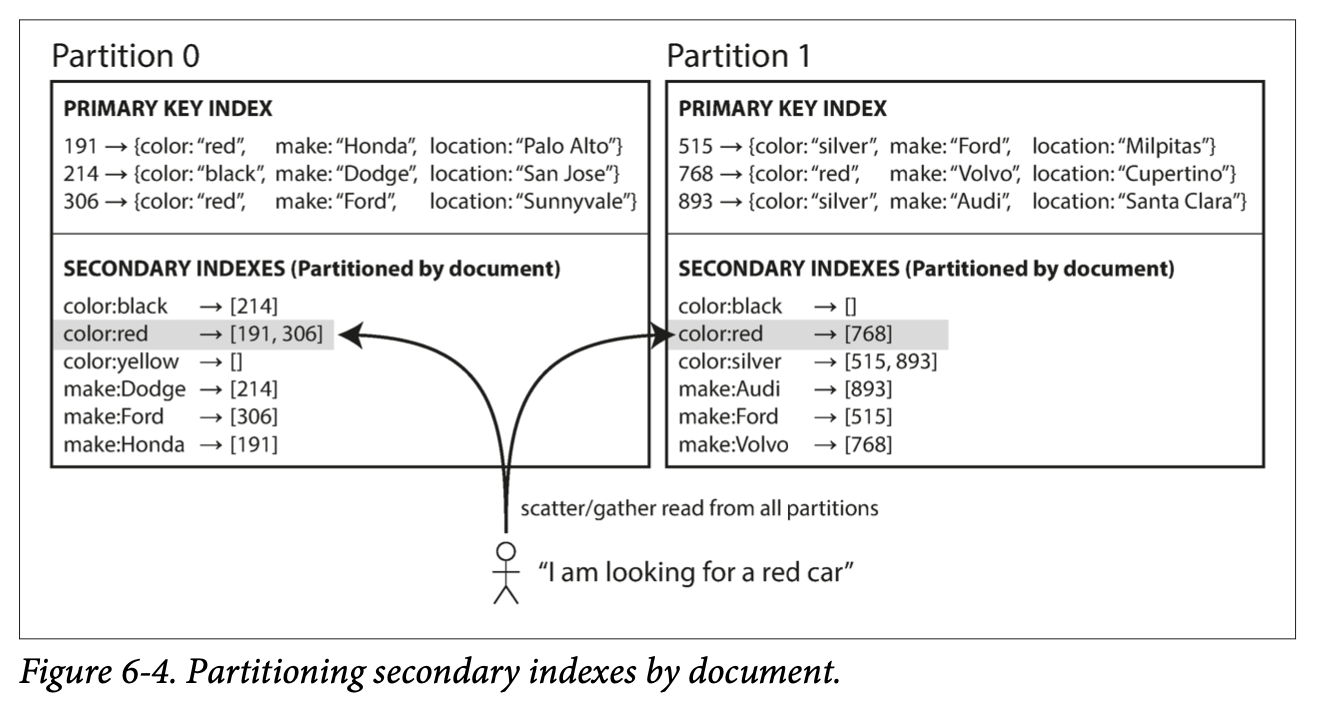 Partition 0
PRIMARY KEY INDEX
191 → {color: “red”, make: “Honda”, location: “Palo Alto”}
214 → {color: “black”, make: “Dodge”, location: “San Jose”}
306 → {color: “red”, make: “Ford”, location: “Sunnyvale”}
SECONDARY INDEXES (Partitioned by document)
color:black → [214]
color:red → [191, 306]
color:yellow → []
make:Dodge → [214]
make:Ford → [306]
make:Honda → [191]
Partition 1
PRIMARY KEY INDEX
515 → {color: “silver”, make: “Ford”, location: “Milpitas”}
768 → {color: “red”, make: “Volvo”, location: “Cupertino”}
893 → {color: “silver”, make: “Audi”, location: “Santa Clara”}
SECONDARY INDEXES (Partitioned by document)
color:black → []
color:red → [768]
color:silver → [515, 893]
make:Audi → [893]
make:Ford → [515]
make:Volvo → [768]
scatter/gather read from all partitions
“I am looking for a red car”
Figure 6-4. Partitioning secondary indexes by document.